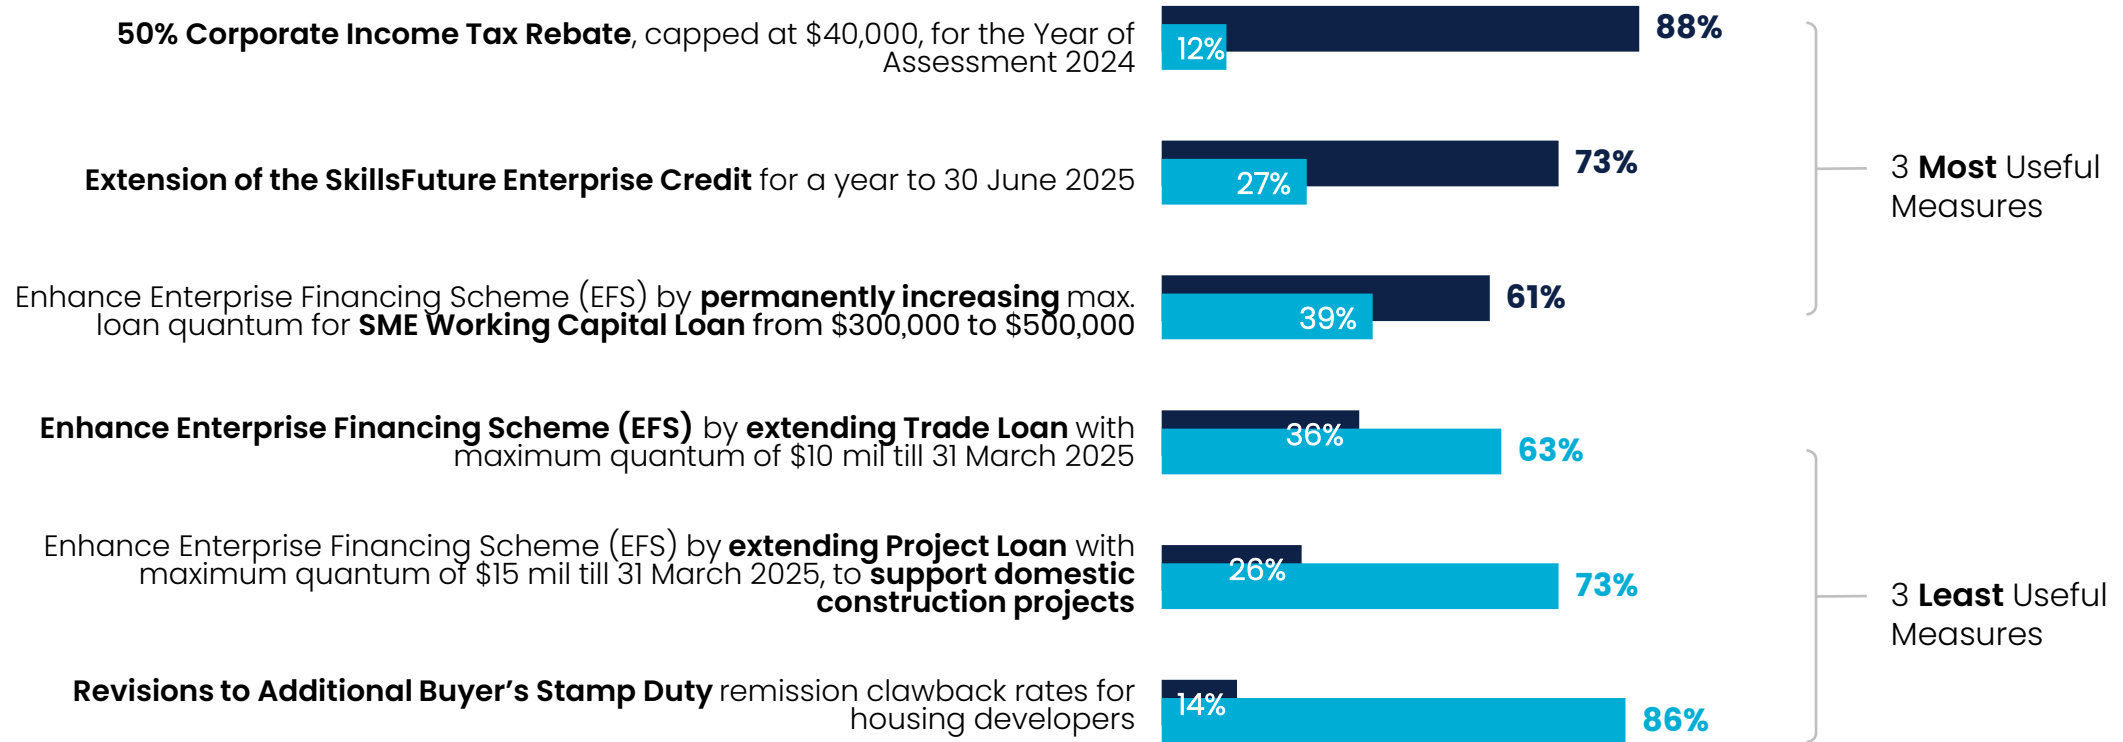 50% Corporate Income Tax Rebate, capped at $40,000, for the Year of
Assessment 2024
88%
12%
Extension of the SkillsFuture Enterprise Credit for a year to 30 June 2025
73%
27%
3 Most Useful
Measures
Enhance Enterprise Financing Scheme (EFS) by permanently increasing max.
loan quantum for SME Working Capital Loan from $300,000 to $500,000
61%
39%
Enhance Enterprise Financing Scheme (EFS) by extending Trade Loan with
maximum quantum of $10 mil till 31 March 2025
36%
63%
Enhance Enterprise Financing Scheme (EFS) by extending Project Loan with
maximum quantum of $15 mil till 31 March 2025, to support domestic
construction projects
26%
73%
3 Least Useful
Measures
Revisions to Additional Buyer’s Stamp Duty remission clawback rates for
housing developers
14%
86%